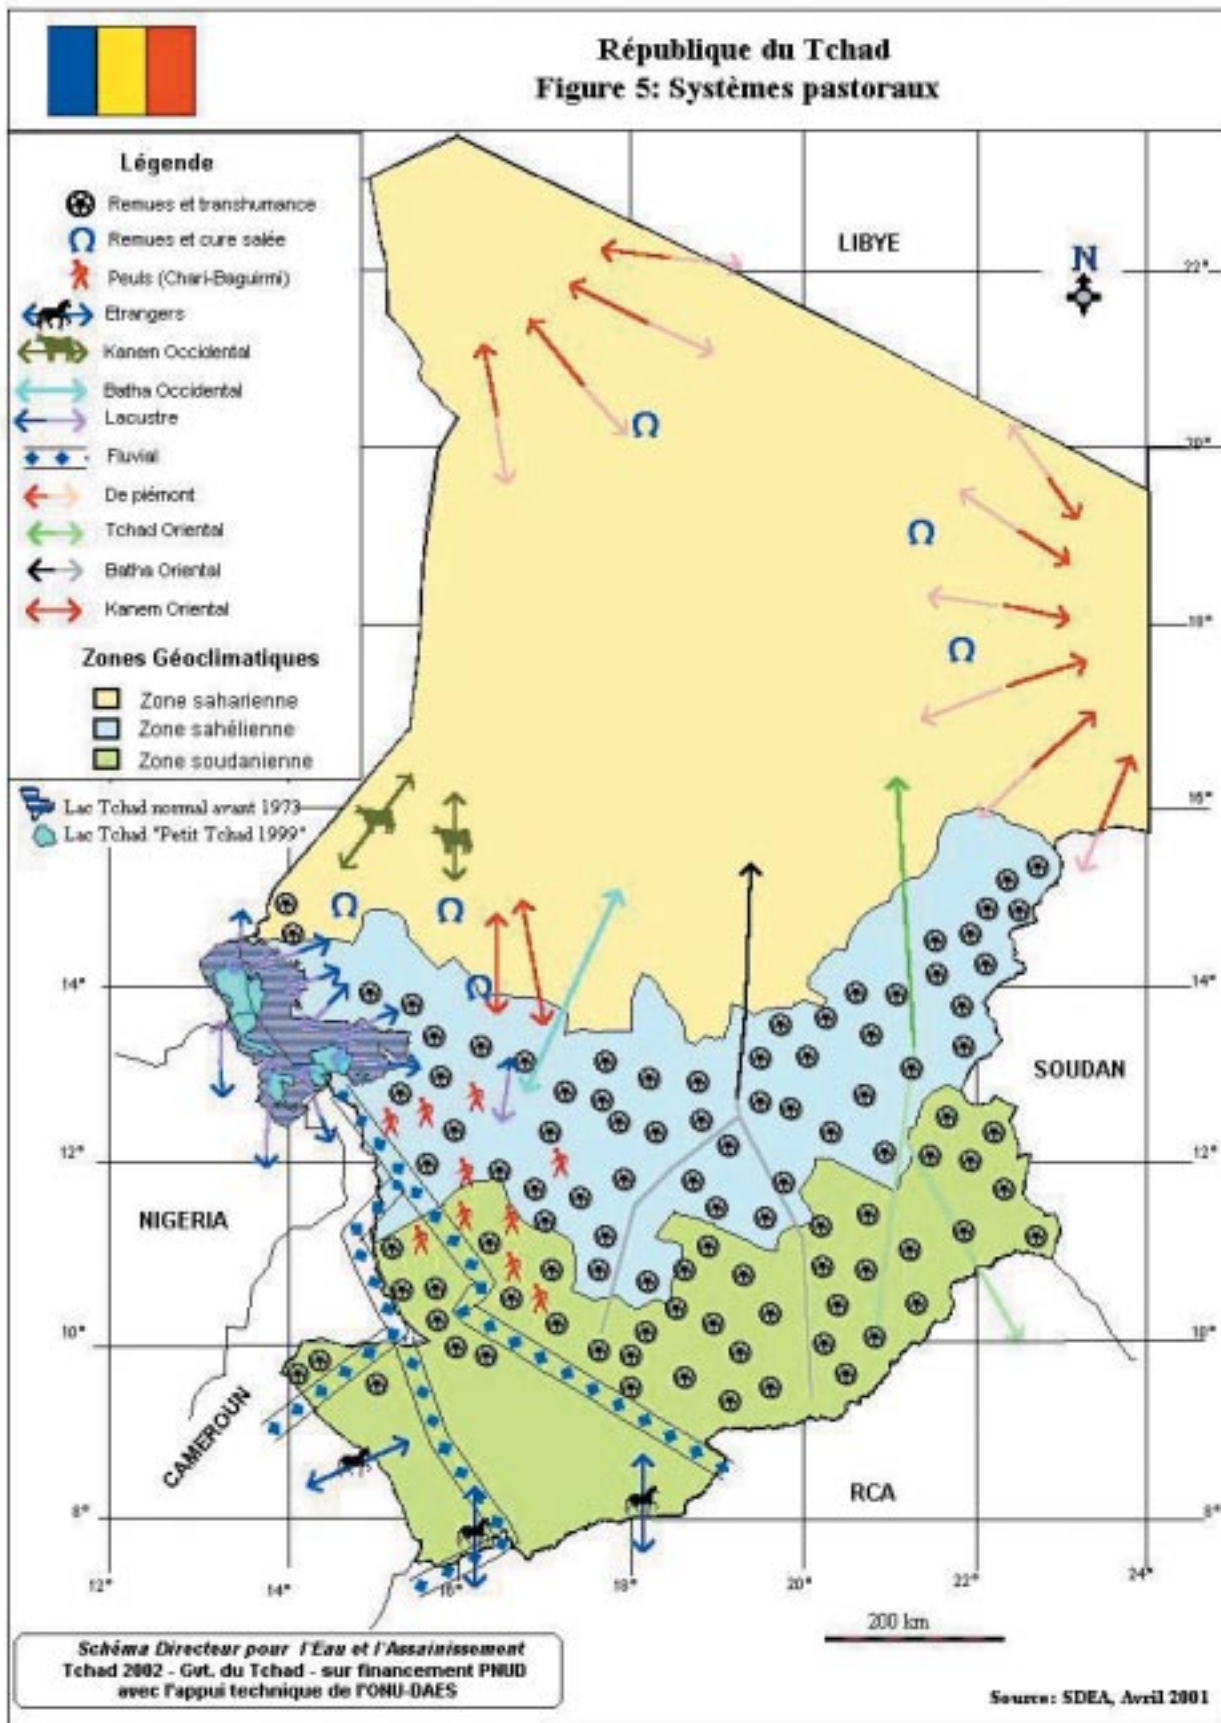 République du Tchad
Figure 5: Systèmes pastoraux
Légende
Remues et transhumance
Remues et cure salée
Peuls (Chari-Baguirmi)
Etrangers
Kanem Occidental
Batha Occidental
Lacustre
Fluvial
De piémont
Tchad Oriental
Batha Oriental
Kanem Oriental
Zones Géoclimatiques
Zone saharienne
Zone sahélienne
Zone soudanienne
Lac Tchad normal avant 1973
Lac Tchad "Petit Tchad 1999"
LIBYE
N
22°
20°
18°
16°
14°
14°
SOUDAN
12°
12°
NIGERIA
10°
10°
CAMEROUN
RCA
8°
8°
12°
14°
16°
18°
20°
22°
24°
200 km
Schéma Directeur pour l'Eau et l'Assainissement
Tchad 2002 - Gvt. du Tchad - sur financement PNUD
avec l'appui technique de l'ONU-DAES
Source: SDEA, Avril 2001